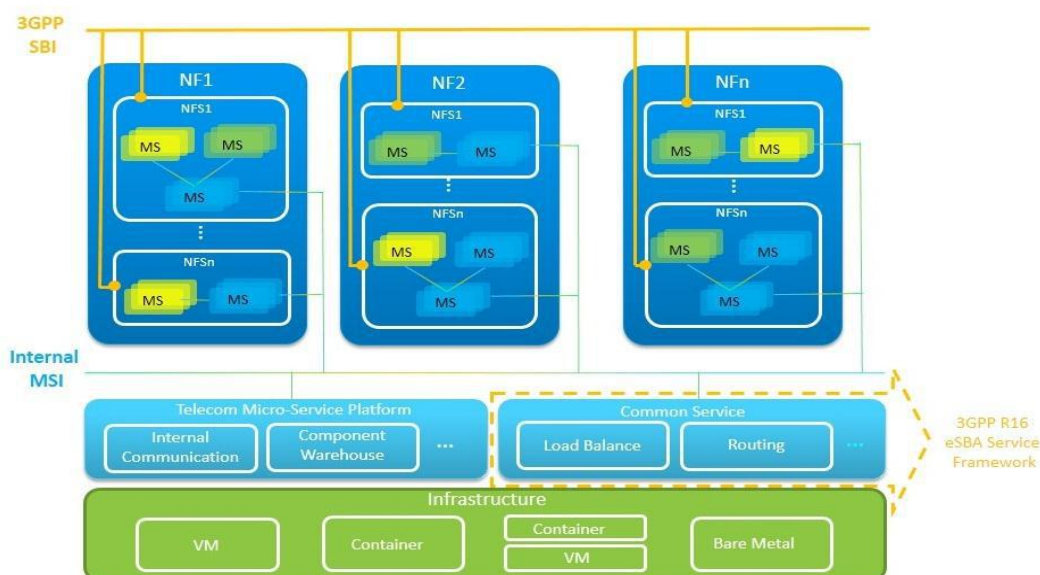 3GPP
SBI
NF1
NFS1
MS
MS
MS
...
NFSn
MS
MS
NF2
NFS1
MS
MS
...
NFSn
MS
MS
MS
NFn
NFS1
MS
MS
...
NFSn
MS
MS
MS
Internal
MSI
Telecom Micro-Service Platform
Internal
Communication
Component
Warehouse
...
Common Service
Load Balance
Routing
...
3GPP R16
eSBA Service
Framework
Infrastructure
VM
Container
Container
VM
Bare Metal